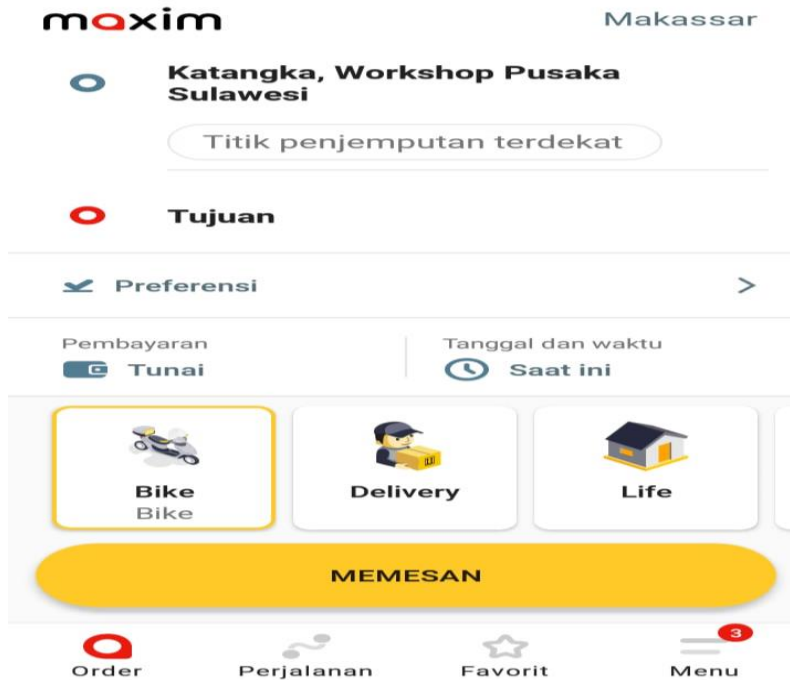 maxim
Makassar
Katangka, Workshop Pusaka
Sulawesi
Titik penjemputan terdekat
Tujuan
Preferensi
Pembayaran
Tunai
Tanggal dan waktu
Saat ini
Bike
Bike
Delivery
Life
MEMESAN
3
Order
Perjalanan
Favorit
Menu